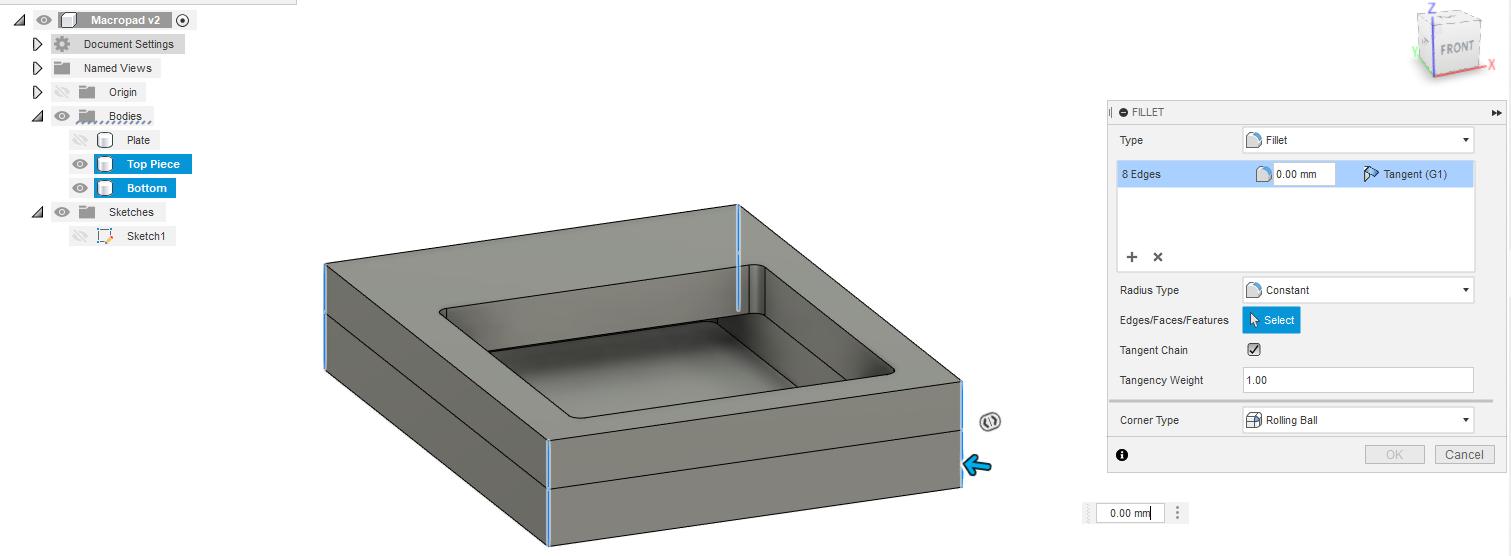 Macropad v2
Document Settings
Named Views
Origin
Bodies
Plate
Top Piece
Bottom
Sketches
Sketch1
Z
FRONT
X
Y
FILLET
Type Fillet
8 Edges 0.00 mm Tangent (G1)
Radius Type Constant
Edges/Faces/Features Select
Tangent Chain
Tangency Weight 1.00
Corner Type Rolling Ball
OK Cancel
0.00 mm